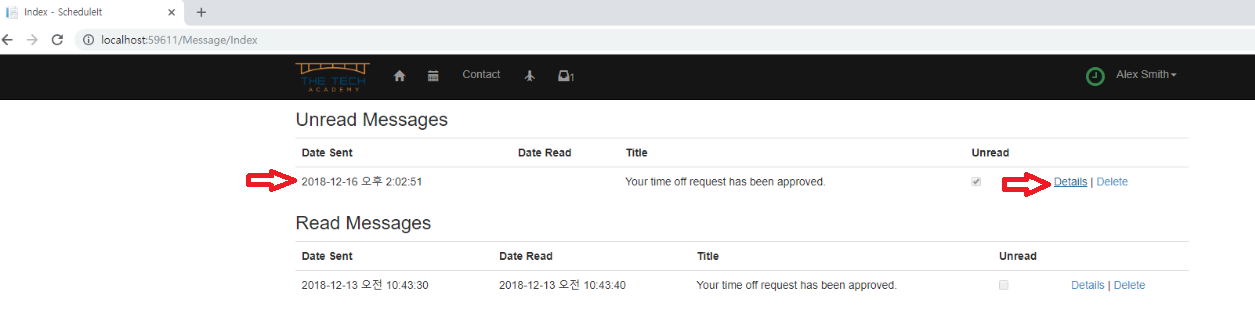 Index - ScheduleIt
localhost:59611/Message/Index
THE TECH
ACADEMY
Contact
1
Alex Smith
Unread Messages
Date Sent Date Read Title Unread
2018-12-16 오후 2:02:51 Your time off request has been approved. Details | Delete
Read Messages
Date Sent Date Read Title Unread
2018-12-13 오전 10:43:30 2018-12-13 오전 10:43:40 Your time off request has been approved. Details | Delete